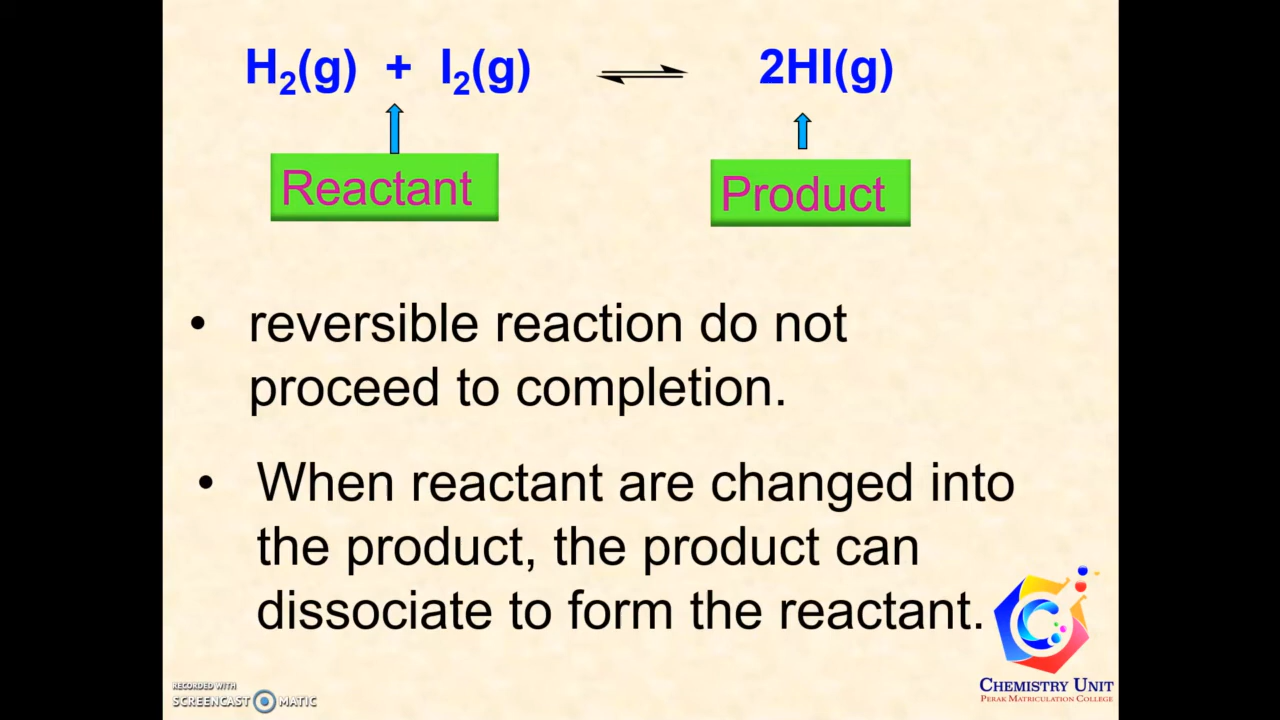 H₂(g) + I₂(g) ⇌ 2HI(g)
Reactant
Product
• reversible reaction do not
proceed to completion.
• When reactant are changed into
the product, the product can
dissociate to form the reactant.
CHEMISTRY UNIT
PERAK MATRICULATION COLLEGE
RECORDED WITH
SCREENCAST MATIC